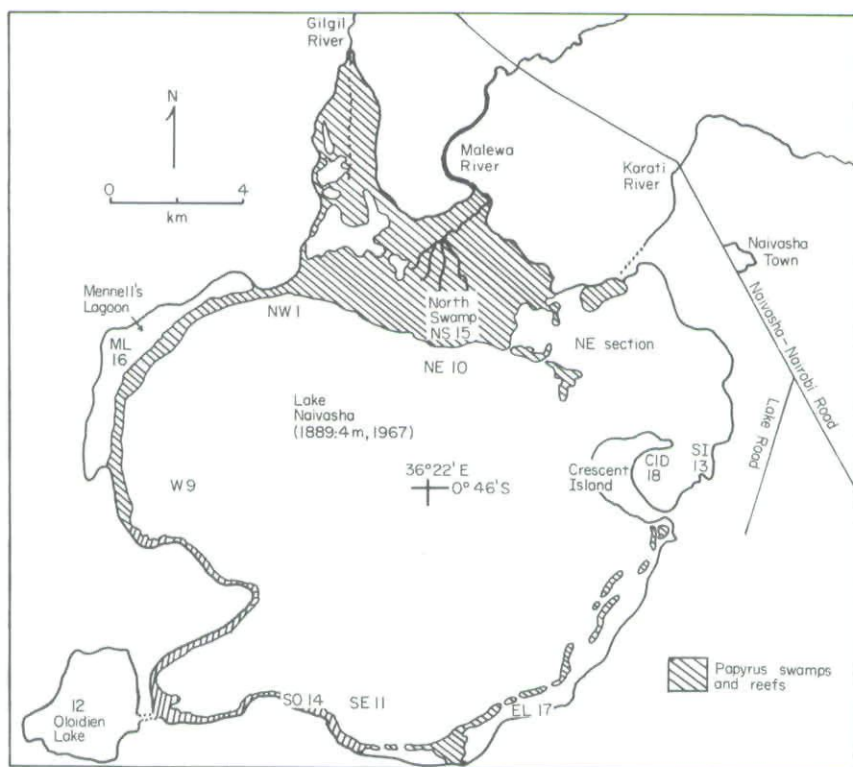 Gilgil
River
N
Malewa
River
Karati
River
0 4
km
Naivasha
Town
Mennell's
Lagoon
North
Swamp
NS 15
NW 1
NE section
ML
16
NE 10
Naivasha-Nairobi Road
Lake Road
Lake
Naivasha
(1889·4 m, 1967)
36°22' E
0° 46'S
Crescent
Island
CID
18
SI
13
W 9
Papyrus swamps
and reefs
12
Oloidien
Lake
SO 14
SE 11
EL 17